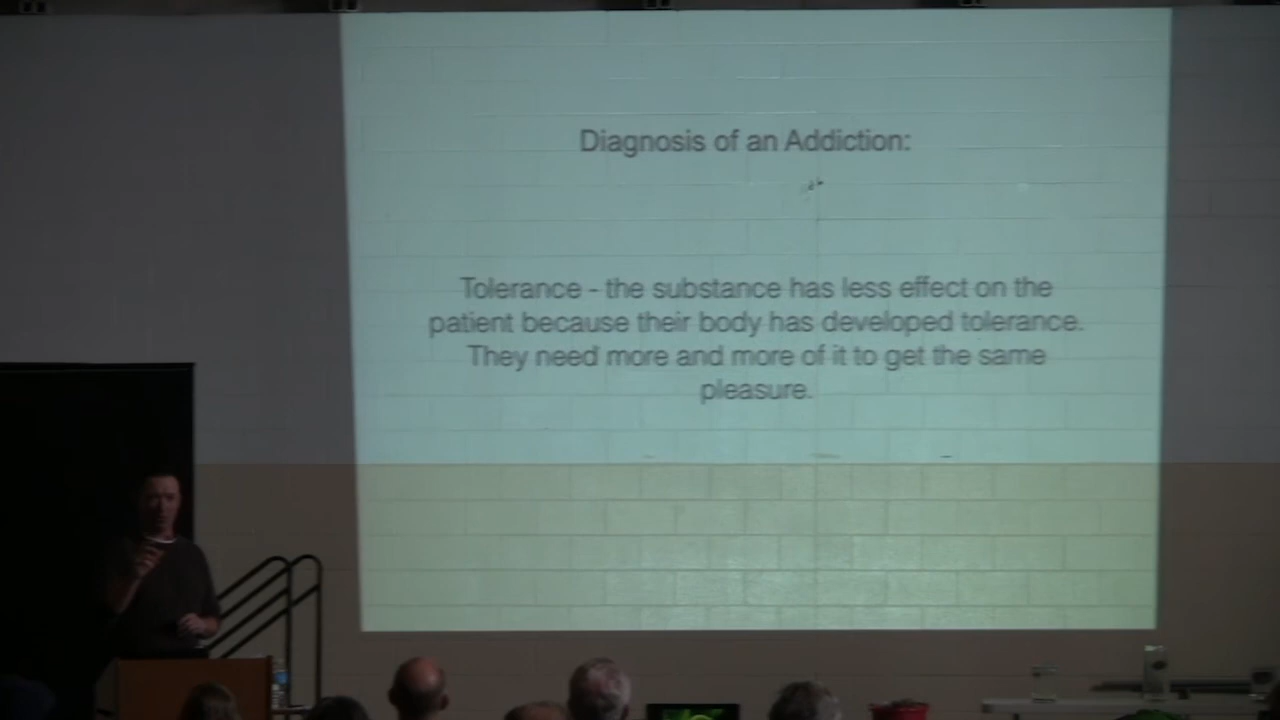 Diagnosis of an Addiction:
Tolerance - the substance has less effect on the
patient because their body has developed tolerance.
They need more and more of it to get the same
pleasure.